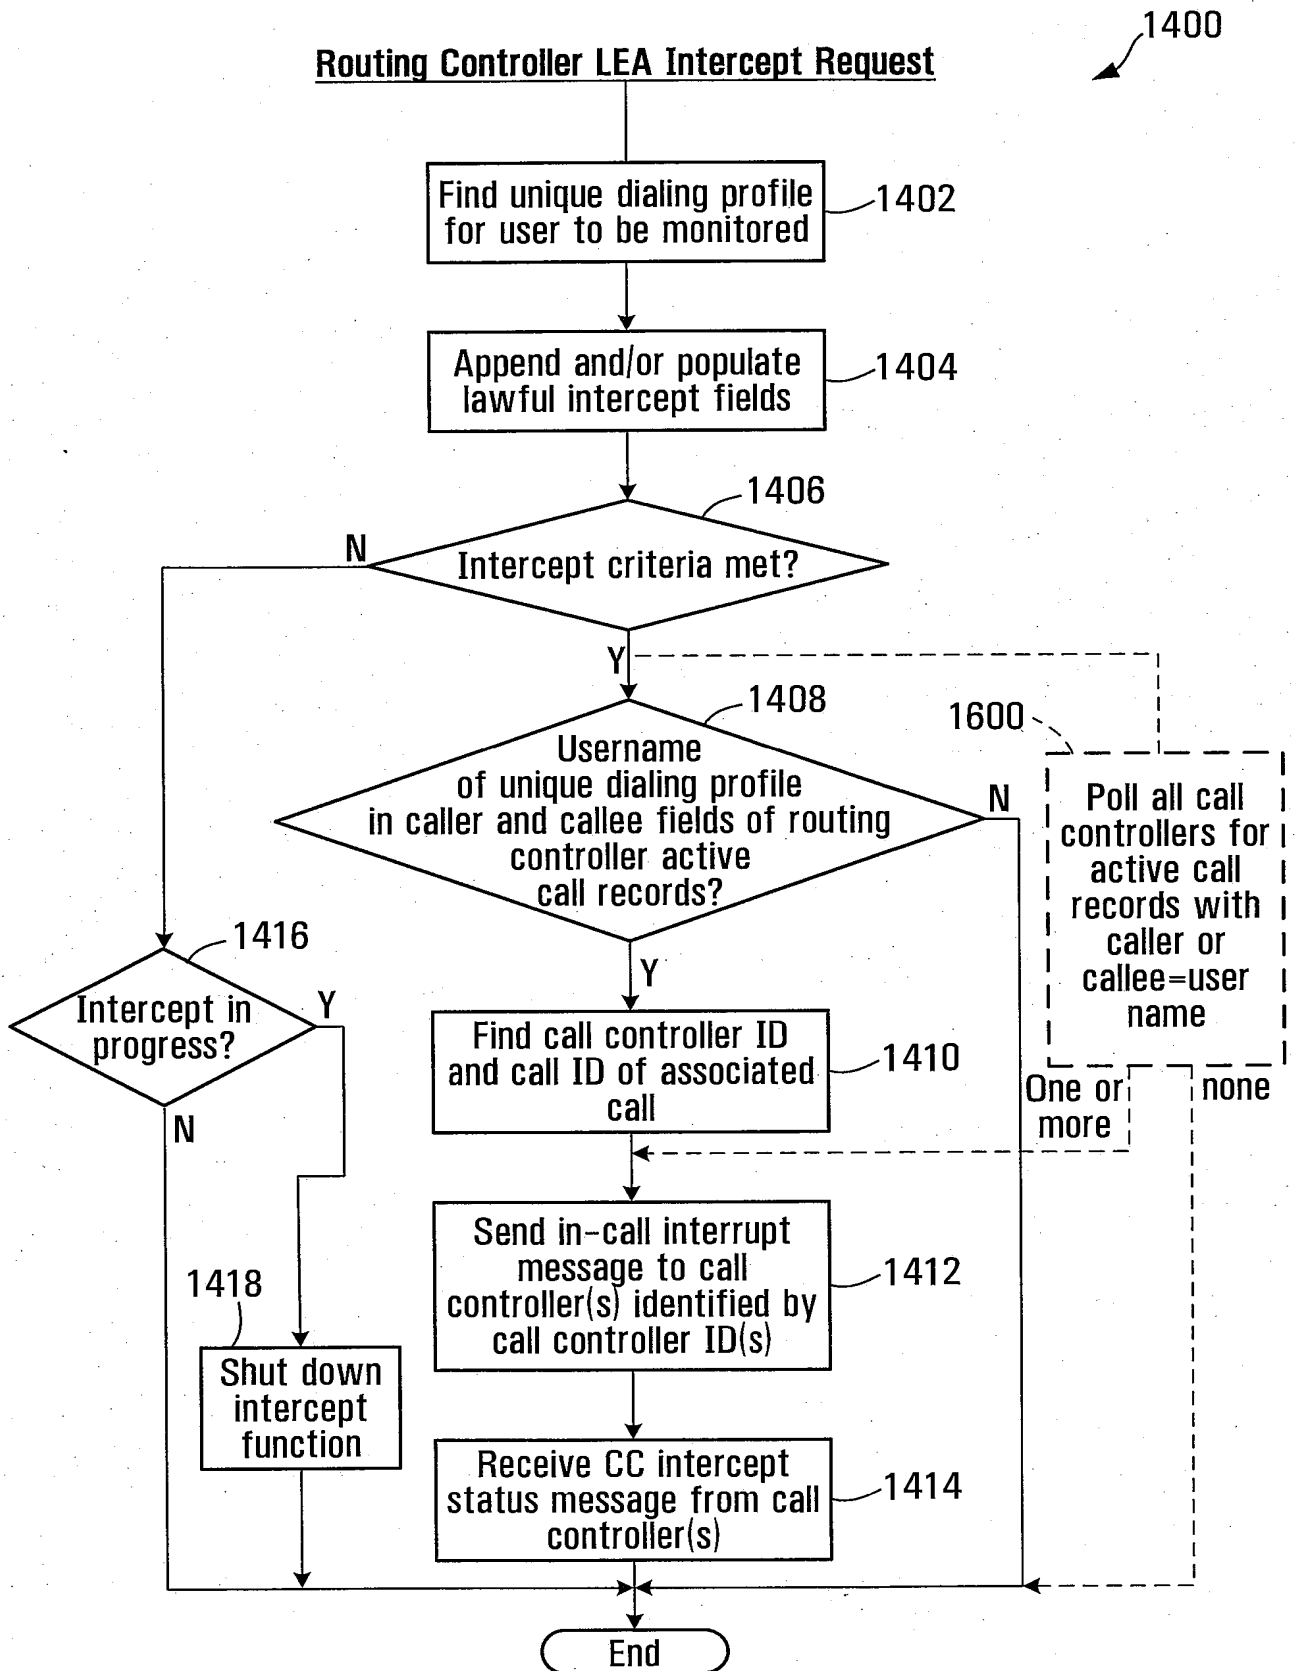 1400
Routing Controller LEA Intercept Request
Find unique dialing profile
for user to be monitored
1402
Append and/or populate
lawful intercept fields
1404
1406
N
Intercept criteria met?
Y
1408
1600
Username
of unique dialing profile
in caller and callee fields of routing
controller active
call records?
N
Poll all call
controllers for
active call
records with
caller or
callee=user
name
1416
Intercept in
progress?
Y
Y
Find call controller ID
and call ID of associated
call
1410
One or
more
none
N
Send in-call interrupt
message to call
controller(s) identified by
call controller ID(s)
1412
1418
Shut down
intercept
function
Receive CC intercept
status message from call
controller(s)
1414
End